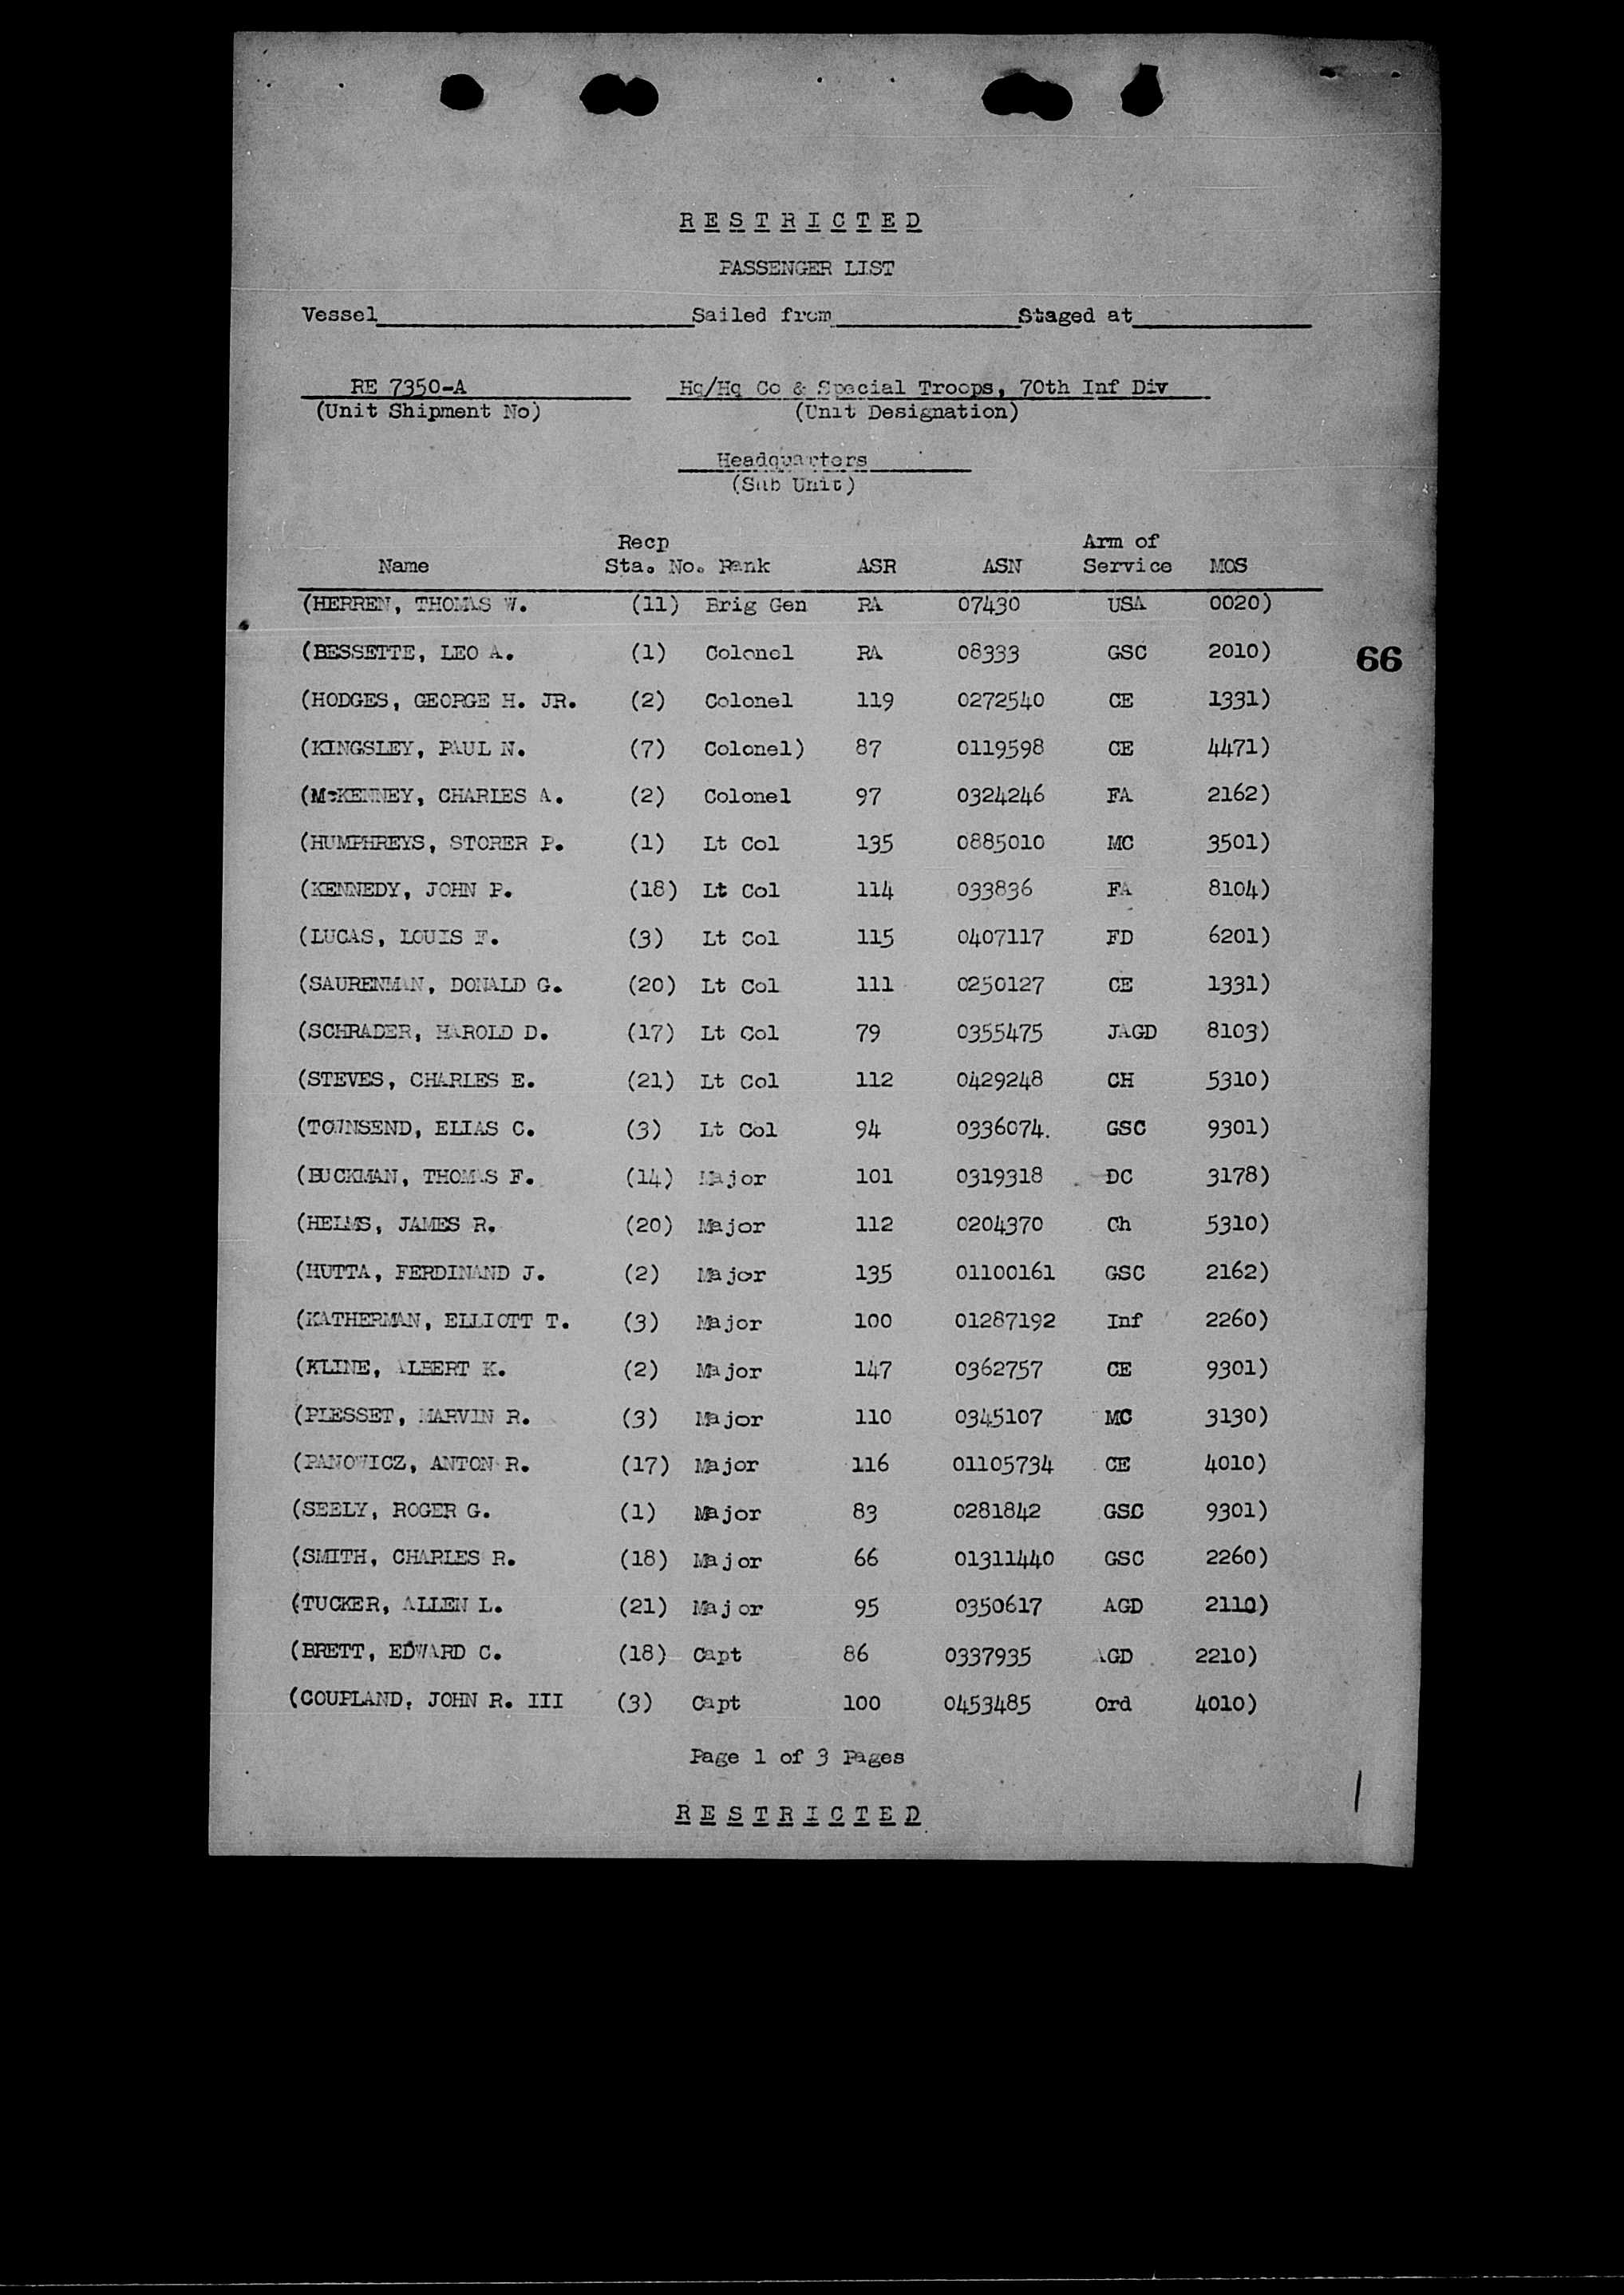 RESTRICTED
PASSENGER LIST
Vessel Sailed from Staged at
RE 7350-A Hq/Hq Co & Special Troops, 70th Inf Div
(Unit Shipment No) (Unit Designation)
Headquarters
(Sub Unit)
Recp Arm of
Name Sta. No. Rank ASR ASN Service MOS
(HERREN, THOMAS W. (11) Brig Gen RA 07430 USA 0020)
(BESSETTE, LEO A. (1) Colonel RA 08333 GSC 2010)
66
(HODGES, GEORGE H. JR. (2) Colonel 119 0272540 CE 1331)
(KINGSLEY, PAUL N. (7) Colonel) 87 0119598 CE 4471)
(McKENNEY, CHARLES A. (2) Colonel 97 0324246 FA 2162)
(HUMPHREYS, STORER P. (1) Lt Col 135 0885010 MC 3501)
(KENNEDY, JOHN P. (18) Lt Col 114 033836 FA 8104)
(LUCAS, LOUIS F. (3) Lt Col 115 0407117 FD 6201)
(SAURENMAN, DONALD G. (20) Lt Col 111 0250127 CE 1331)
(SCHRADER, HAROLD D. (17) Lt Col 79 0355475 JAGD 8103)
(STEVES, CHARLES E. (21) Lt Col 112 0429248 CH 5310)
(TOWNSEND, ELIAS C. (3) Lt Col 94 0336074. GSC 9301)
(BUCKMAN, THOMAS F. (14) Major 101 0319318 DC 3178)
(HELMS, JAMES R. (20) Major 112 0204370 Ch 5310)
(HUTTA, FERDINAND J. (2) Major 135 01100161 GSC 2162)
(KATHERMAN, ELLIOTT T. (3) Major 100 01287192 Inf 2260)
(KLINE, ALBERT K. (2) Major 147 0362757 CE 9301)
(PLESSET, MARVIN R. (3) Major 110 0345107 MC 3130)
(PANOWICZ, ANTON R. (17) Major 116 01105734 CE 4010)
(SEELY, ROGER G. (1) Major 83 0281842 GSC 9301)
(SMITH, CHARLES R. (18) Major 66 01311440 GSC 2260)
(TUCKER, ALLEN L. (21) Major 95 0350617 AGD 2110)
(BRETT, EDWARD C. (18) Capt 86 0337935 AGD 2210)
(COUPLAND, JOHN R. III (3) Capt 100 0453485 Ord 4010)
Page 1 of 3 Pages
RESTRICTED